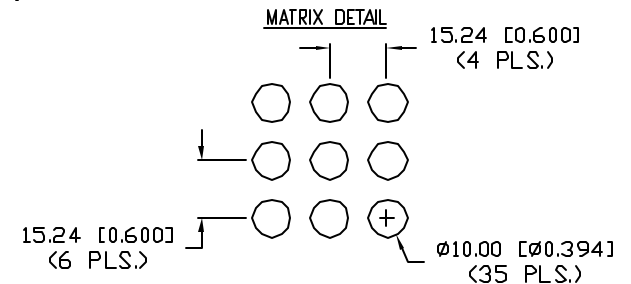 MATRIX DETAIL
15.24 [0.600]
(4 PLS.)
15.24 [0.600]
(6 PLS.)
Ø10.00 [Ø0.394]
(35 PLS.)